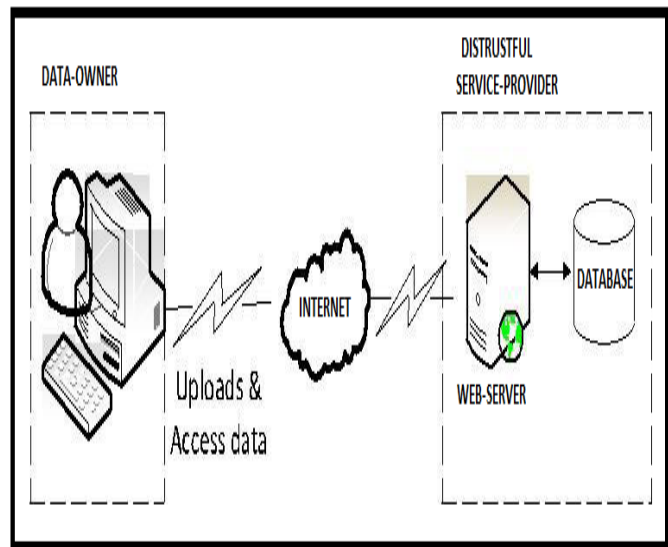 DATA-OWNER
DISTRUSTFUL
SERVICE-PROVIDER
INTERNET
DATABASE
Uploads &
Access data
WEB-SERVER